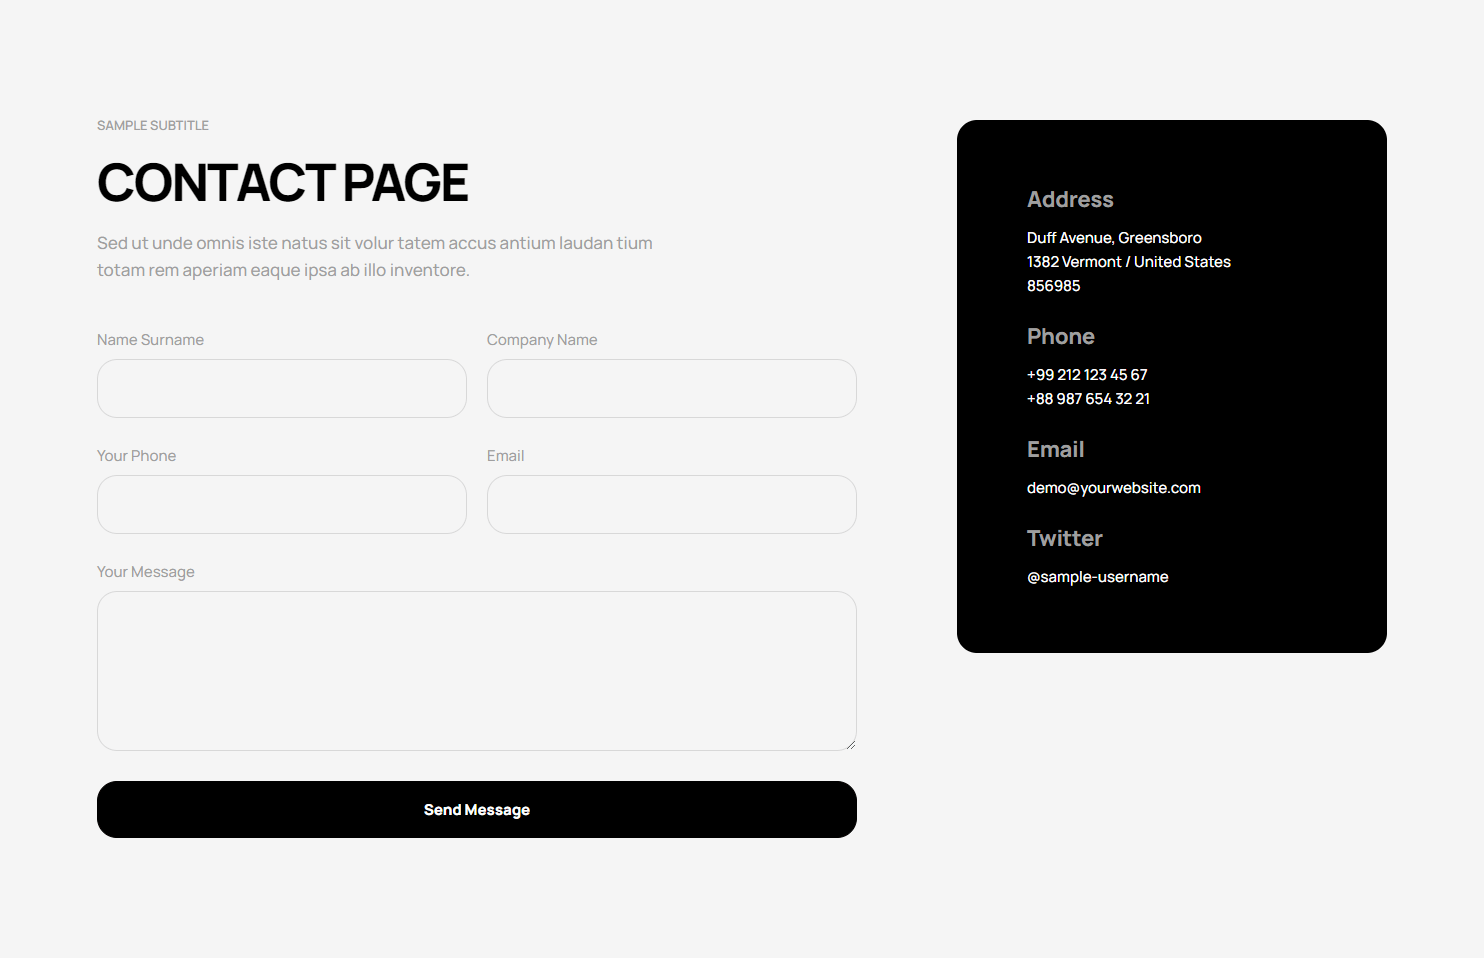 SAMPLE SUBTITLE
CONTACT PAGE
Sed ut unde omnis iste natus sit volur tatem accus antium laudan tium
totam rem aperiam eaque ipsa ab illo inventore.
Name Surname
Company Name
Your Phone
Email
Your Message
Send Message
Address
Duff Avenue, Greensboro
1382 Vermont / United States
856985
Phone
+99 212 123 45 67
+88 987 654 32 21
Email
demo@yourwebsite.com
Twitter
@sample-username